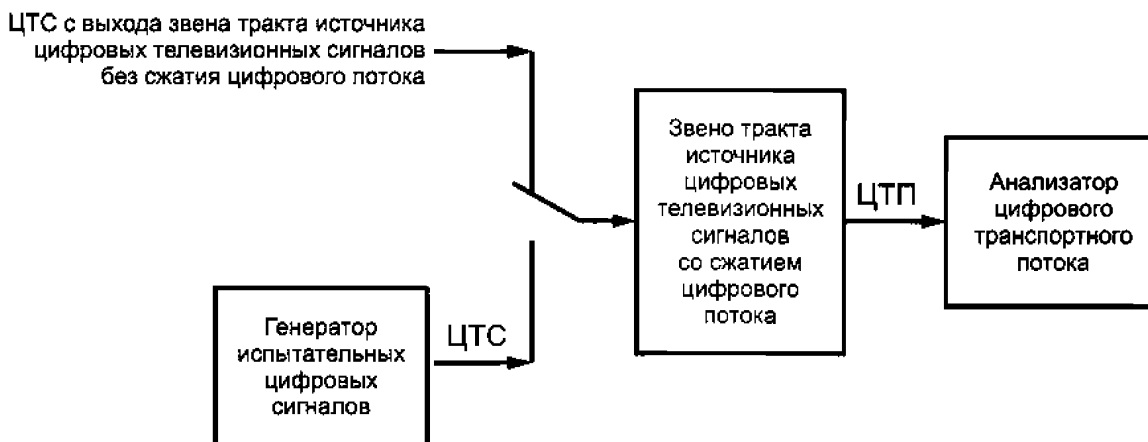 ЦТС с выхода звена тракта источника
цифровых телевизионных сигналов
без сжатия цифрового потока
Звено тракта
источника
цифровых
телевизионных
сигналов
со сжатием
цифрового
потока
ЦТП
Анализатор
цифрового
транспортного
потока
Генератор
испытательных
цифровых
сигналов
ЦТС